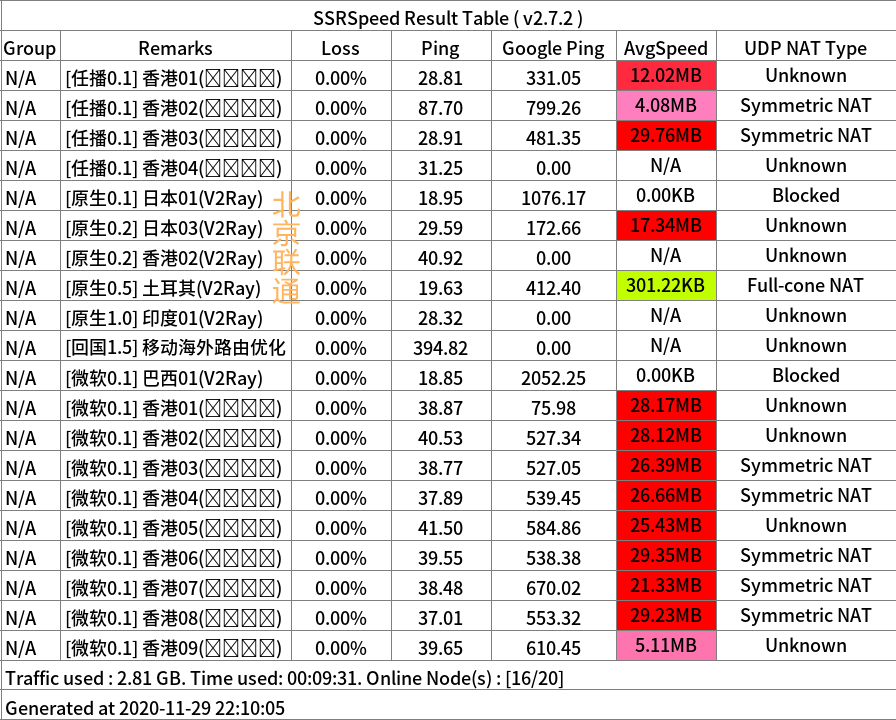 SSRSpeed Result Table ( v2.7.2 )
Group Remarks Loss Ping Google Ping AvgSpeed UDP NAT Type
N/A [任播0.1] 香港01(□□□□) 0.00% 28.81 331.05 12.02MB Unknown
N/A [任播0.1] 香港02(□□□□) 0.00% 87.70 799.26 4.08MB Symmetric NAT
N/A [任播0.1] 香港03(□□□□) 0.00% 28.91 481.35 29.76MB Symmetric NAT
N/A [任播0.1] 香港04(□□□□) 0.00% 31.25 0.00 N/A Unknown
N/A [原生0.1] 日本01(V2Ray) 0.00% 18.95 1076.17 0.00KB Blocked
N/A [原生0.2] 日本03(V2Ray) 0.00% 29.59 172.66 17.34MB Unknown
N/A [原生0.2] 香港02(V2Ray) 0.00% 40.92 0.00 N/A Unknown
N/A [原生0.5] 土耳其(V2Ray) 0.00% 19.63 412.40 301.22KB Full-cone NAT
N/A [原生1.0] 印度01(V2Ray) 0.00% 28.32 0.00 N/A Unknown
N/A [回国1.5] 移动海外路由优化 0.00% 394.82 0.00 N/A Unknown
N/A [微软0.1] 巴西01(V2Ray) 0.00% 18.85 2052.25 0.00KB Blocked
N/A [微软0.1] 香港01(□□□□) 0.00% 38.87 75.98 28.17MB Unknown
N/A [微软0.1] 香港02(□□□□) 0.00% 40.53 527.34 28.12MB Unknown
N/A [微软0.1] 香港03(□□□□) 0.00% 38.77 527.05 26.39MB Symmetric NAT
N/A [微软0.1] 香港04(□□□□) 0.00% 37.89 539.45 26.66MB Symmetric NAT
N/A [微软0.1] 香港05(□□□□) 0.00% 41.50 584.86 25.43MB Unknown
N/A [微软0.1] 香港06(□□□□) 0.00% 39.55 538.38 29.35MB Symmetric NAT
N/A [微软0.1] 香港07(□□□□) 0.00% 38.48 670.02 21.33MB Symmetric NAT
N/A [微软0.1] 香港08(□□□□) 0.00% 37.01 553.32 29.23MB Symmetric NAT
N/A [微软0.1] 香港09(□□□□) 0.00% 39.65 610.45 5.11MB Unknown
Traffic used : 2.81 GB. Time used: 00:09:31. Online Node(s) : [16/20]
Generated at 2020-11-29 22:10:05
北京联通